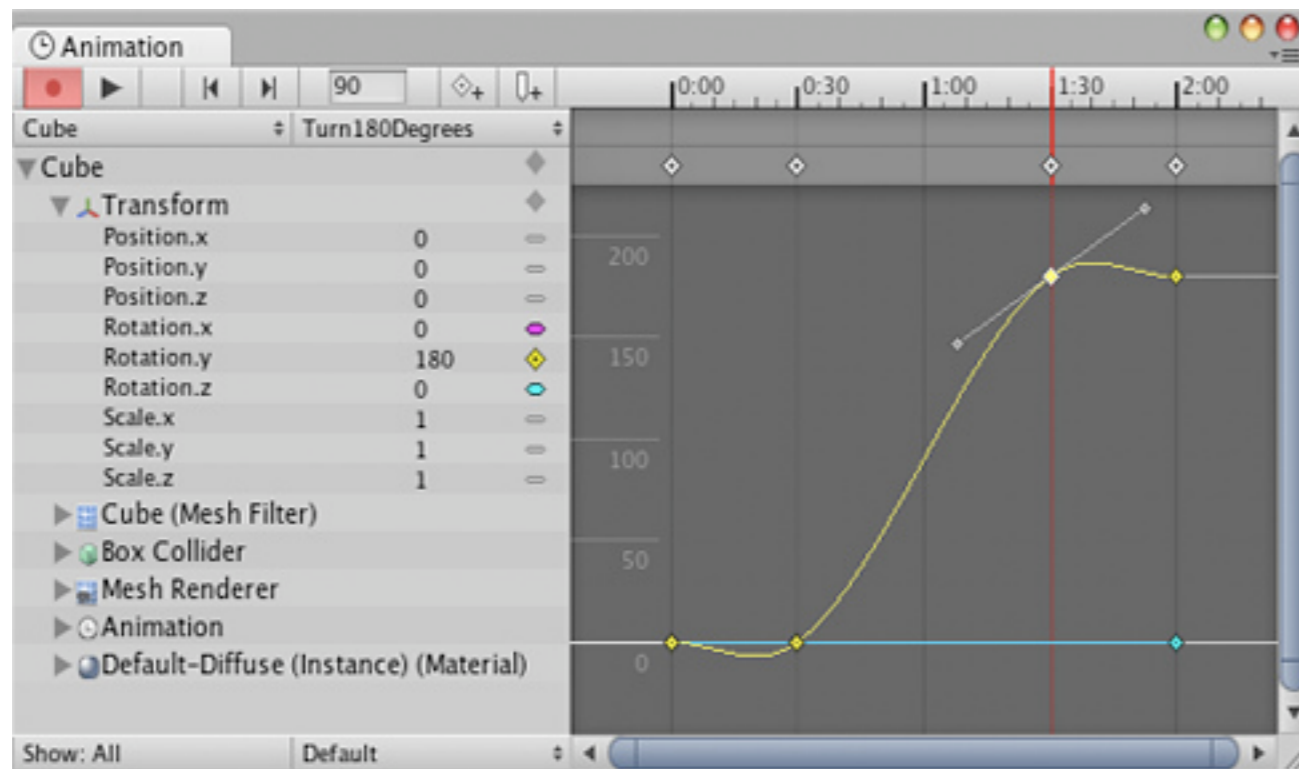 Animation
90
0:00 0:30 1:00 1:30 2:00
Cube Turn180Degrees
Cube
Transform
Position.x 0
Position.y 0
Position.z 0
Rotation.x 0
Rotation.y 180
Rotation.z 0
Scale.x 1
Scale.y 1
Scale.z 1
Cube (Mesh Filter)
Box Collider
Mesh Renderer
Animation
Default-Diffuse (Instance) (Material)
200
150
100
50
0
Show: All Default